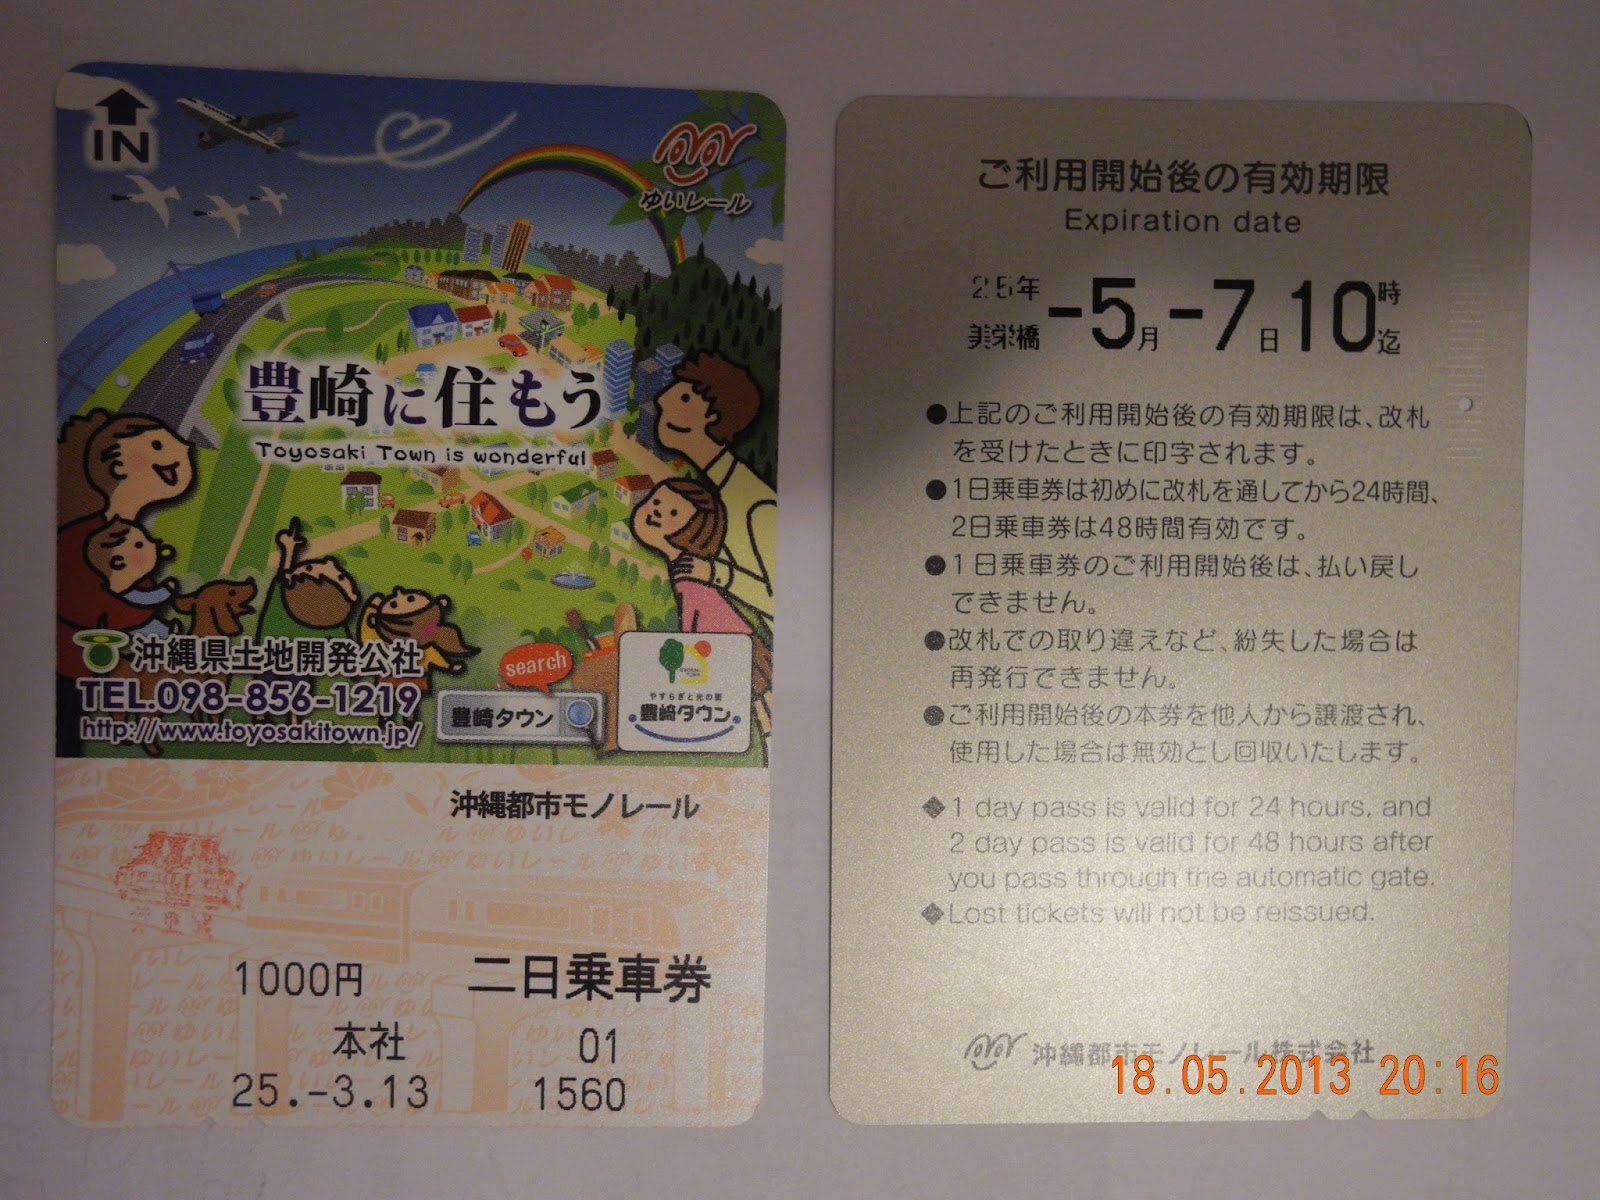 IN
ゆいレール
豊崎に住もう
Toyosaki Town is wonderful
沖縄県土地開発公社
TEL.098-856-1219
http://www.toyosakitown.jp/
search
豊崎タウン
やすらぎと光の街
豊崎タウン
沖縄都市モノレール
1000円
二日乗車券
本社
01
25.-3.13
1560
ご利用開始後の有効期限
Expiration date
25年
美栄橋
-5月-7日10時迄
●上記のご利用開始後の有効期限は、改札
を受けたときに印字されます。
●1日乗車券は初めに改札を通してから24時間、
2日乗車券は48時間有効です。
●1日乗車券のご利用開始後は、払い戻し
できません。
●改札での取り違えなど、紛失した場合は
再発行できません。
●ご利用開始後の本券を他人から譲渡され、
使用した場合は無効とし回収いたします。
◆1 day pass is valid for 24 hours, and
2 day pass is valid for 48 hours after
you pass through the automatic gate.
◆Lost tickets will not be reissued.
沖縄都市モノレール株式会社
18.05.2013 20:16